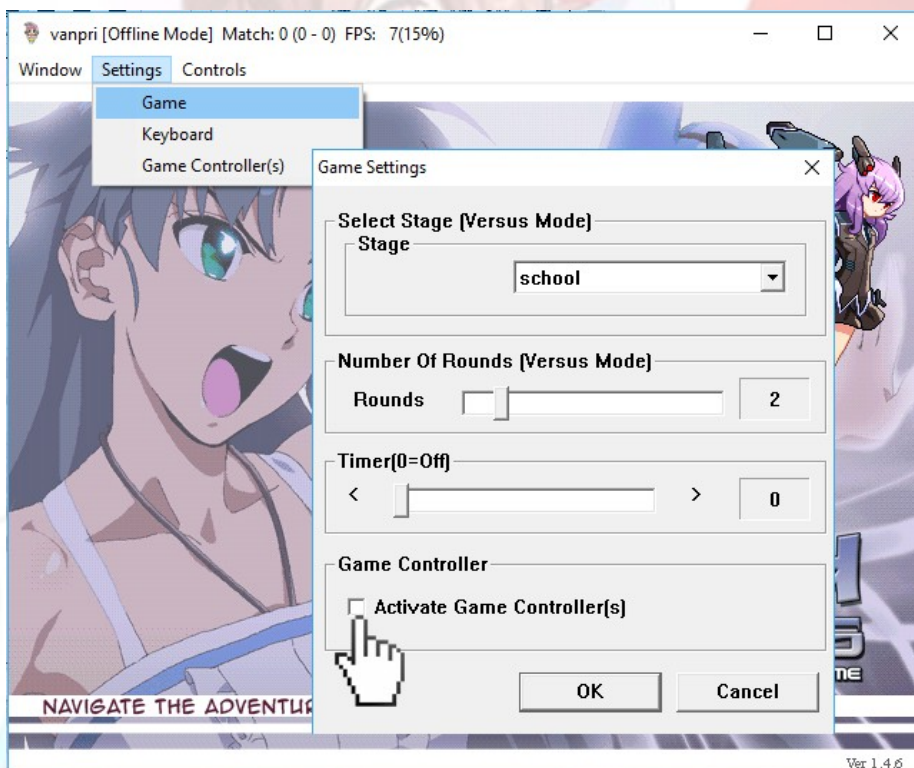 vanpri [Offline Mode] Match: 0 (0 - 0) FPS: 7(15%)
Window Settings Controls
Game
Keyboard
Game Controller(s)
Game Settings
Select Stage (Versus Mode)
Stage
school
Number Of Rounds (Versus Mode)
Rounds 2
Timer(0=Off)
< > 0
Game Controller
Activate Game Controller(s)
OK Cancel
NAVIGATE THE
Ver 1.4.6